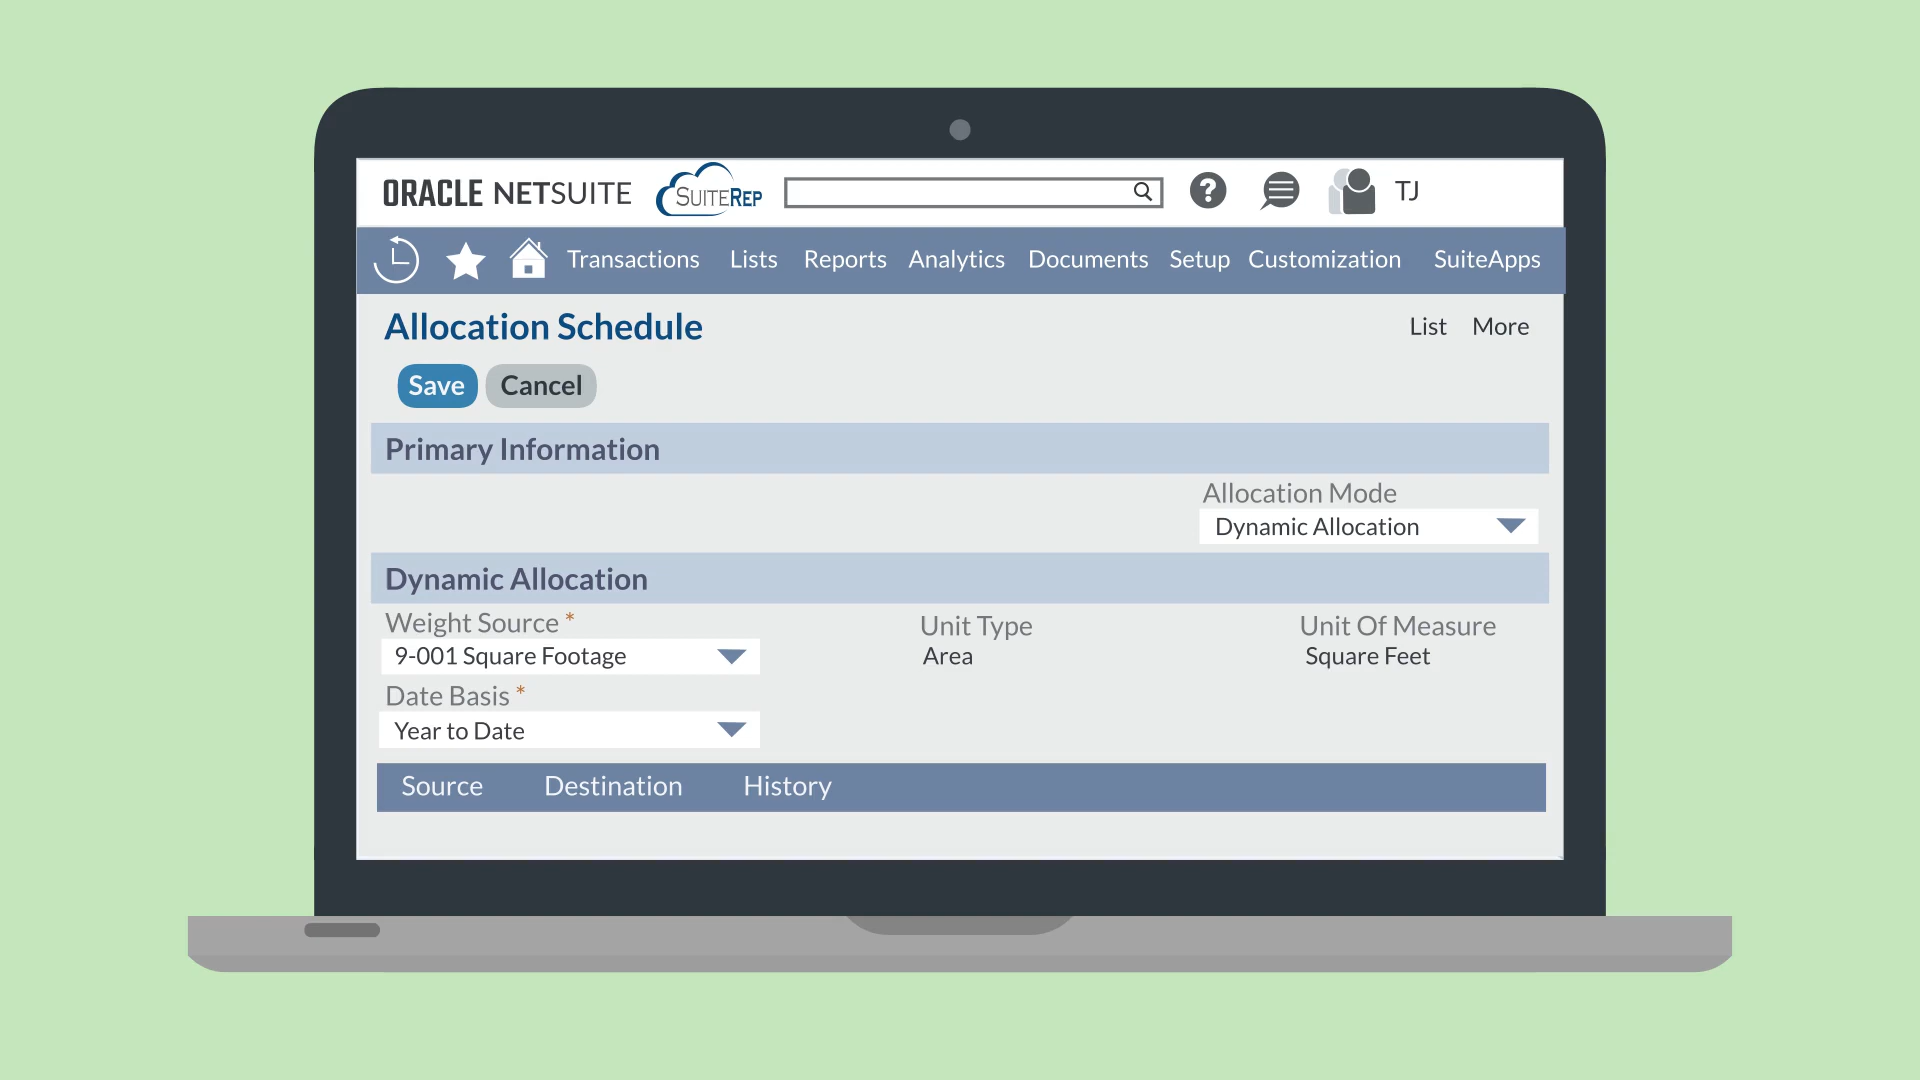 ORACLE NETSUITE SUITEREP ? TJ
Transactions Lists Reports Analytics Documents Setup Customization SuiteApps
Allocation Schedule List More
Save Cancel
Primary Information
Allocation Mode
Dynamic Allocation
Dynamic Allocation
Weight Source * Unit Type Unit Of Measure
9-001 Square Footage Area Square Feet
Date Basis *
Year to Date
Source Destination History